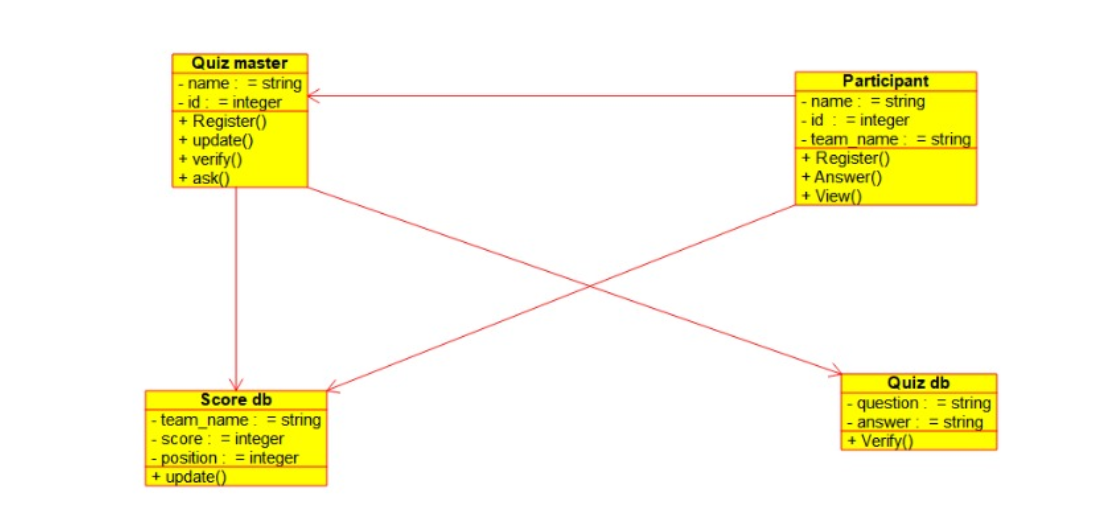 Quiz master
- name : = string
- id : = integer
+ Register()
+ update()
+ verify()
+ ask()
Participant
- name : = string
- id : = integer
- team_name : = string
+ Register()
+ Answer()
+ View()
Score db
- team_name : = string
- score : = integer
- position : = integer
+ update()
Quiz db
- question : = string
- answer : = string
+ Verify()